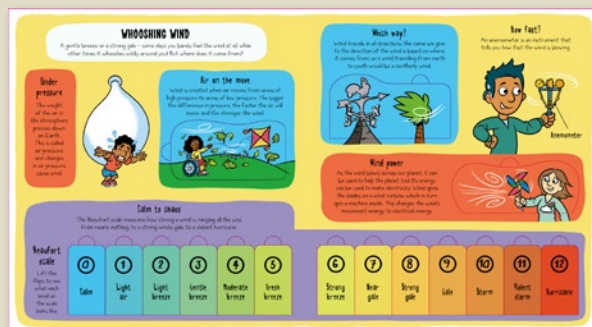 WHOOSHING WIND
A gentle breeze or a strong gale – some days you barely feel the wind at all, while
other times it whooshes wildly around you! But where does it come from?
Under
pressure
The weight
of the air in
the atmosphere
presses down
on Earth.
This is called
air pressure,
and changes
in air pressure
cause wind.
Air on the move
Wind is created when air moves from areas of
high pressure to areas of low pressure. The bigger
the difference in pressure, the faster the air will
move and the stronger the wind.
Which way?
Wind travels in all directions. The name we give
to the direction of the wind is based on where
it comes from, so a wind travelling from north
to south would be a northerly wind.
How fast?
An anemometer is an instrument that
tells you how fast the wind is blowing.
Anemometer
Wind power
As the wind blows across our planet, it can
be used to help the planet too! Its energy
can be used to make electricity. Wind spins
the blades on a wind turbine, which in turn
spin a machine inside. This changes the wind's
movement energy to electrical energy.
Calm to chaos
The Beaufort scale measures how strong a wind is, ranging all the way
from nearly nothing, to a strong windy gale, to a violent hurricane.
Beaufort
scale
Lift the
flaps to see
what each
level on
the scale
looks like.
0
Calm
1
Light
air
2
Light
breeze
3
Gentle
breeze
4
Moderate
breeze
5
Fresh
breeze
6
Strong
breeze
7
Near
gale
8
Strong
gale
9
Gale
10
Storm
11
Violent
storm
12
Hurricane